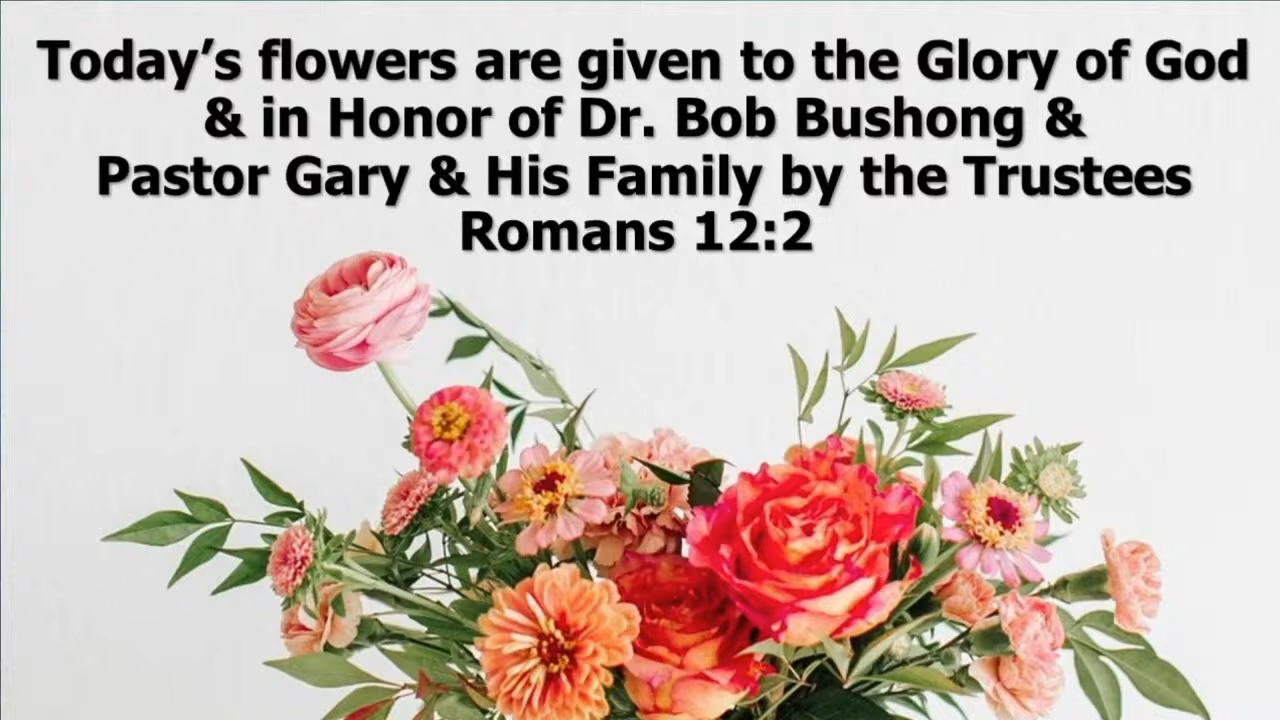 Today’s flowers are given to the Glory of God
& in Honor of Dr. Bob Bushong &
Pastor Gary & His Family by the Trustees
Romans 12:2